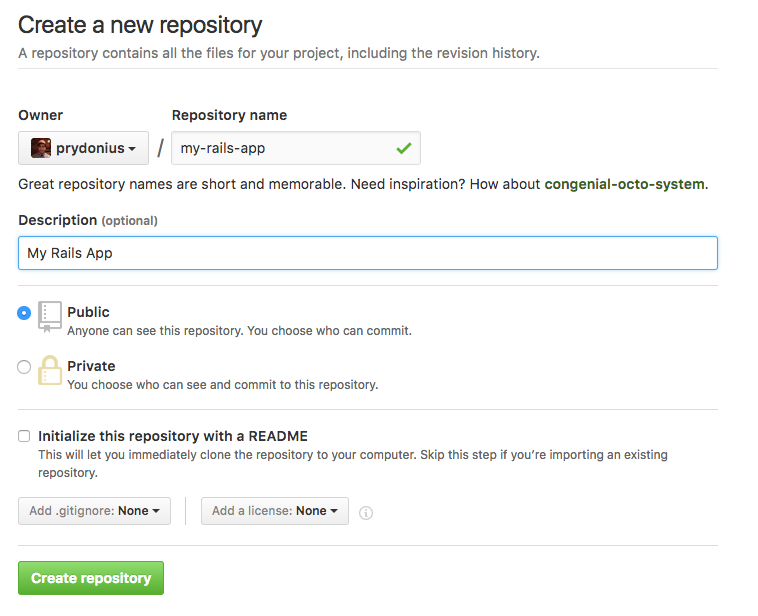 Create a new repository
A repository contains all the files for your project, including the revision history.
Owner
Repository name
prydonius
/
my-rails-app
Great repository names are short and memorable. Need inspiration? How about congenial-octo-system.
Description (optional)
My Rails App
Public
Anyone can see this repository. You choose who can commit.
Private
You choose who can see and commit to this repository.
Initialize this repository with a README
This will let you immediately clone the repository to your computer. Skip this step if you’re importing an existing
repository.
Add .gitignore: None
Add a license: None
Create repository